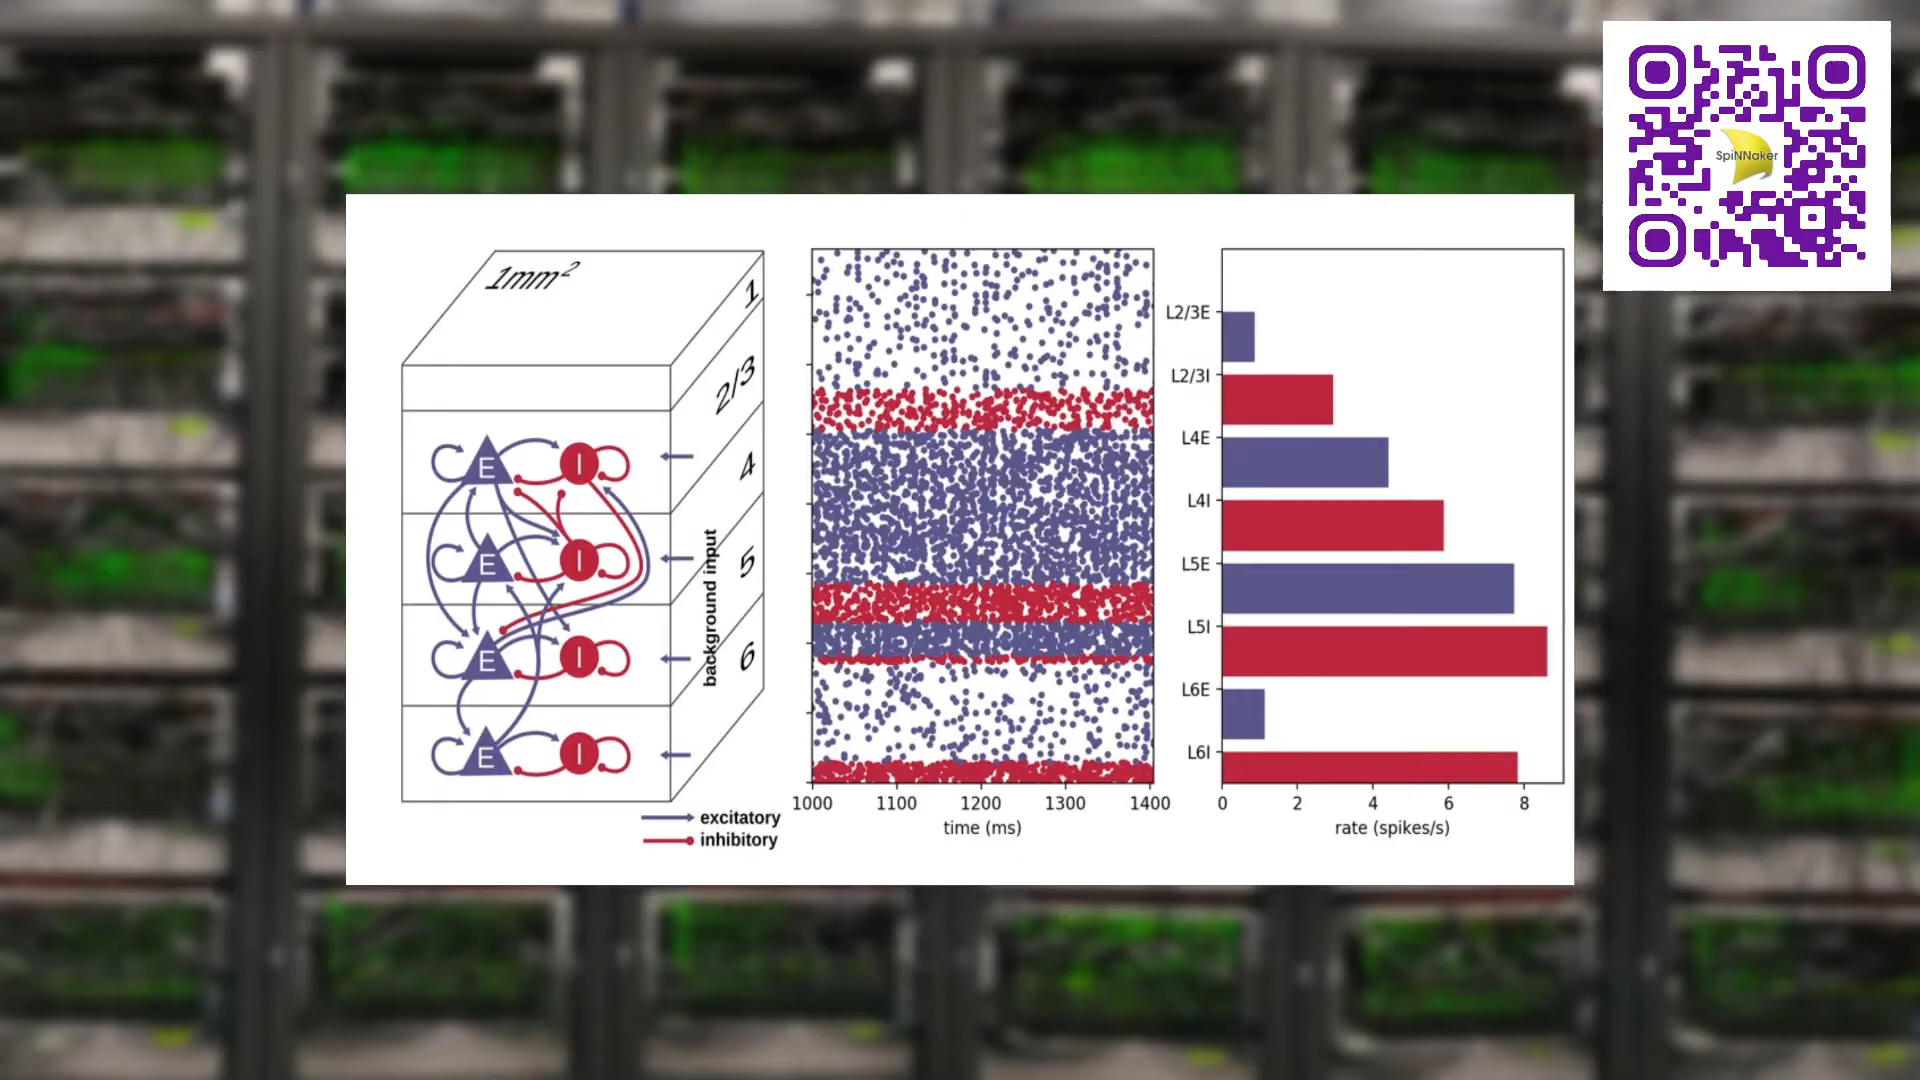 SpiNNaker
1mm²
1
2/3
4
5
6
E
I
E
I
E
I
E
I
background input
excitatory
inhibitory
1000 1100 1200 1300 1400
time (ms)
L2/3E
L2/3I
L4E
L4I
L5E
L5I
L6E
L6I
0 2 4 6 8
rate (spikes/s)